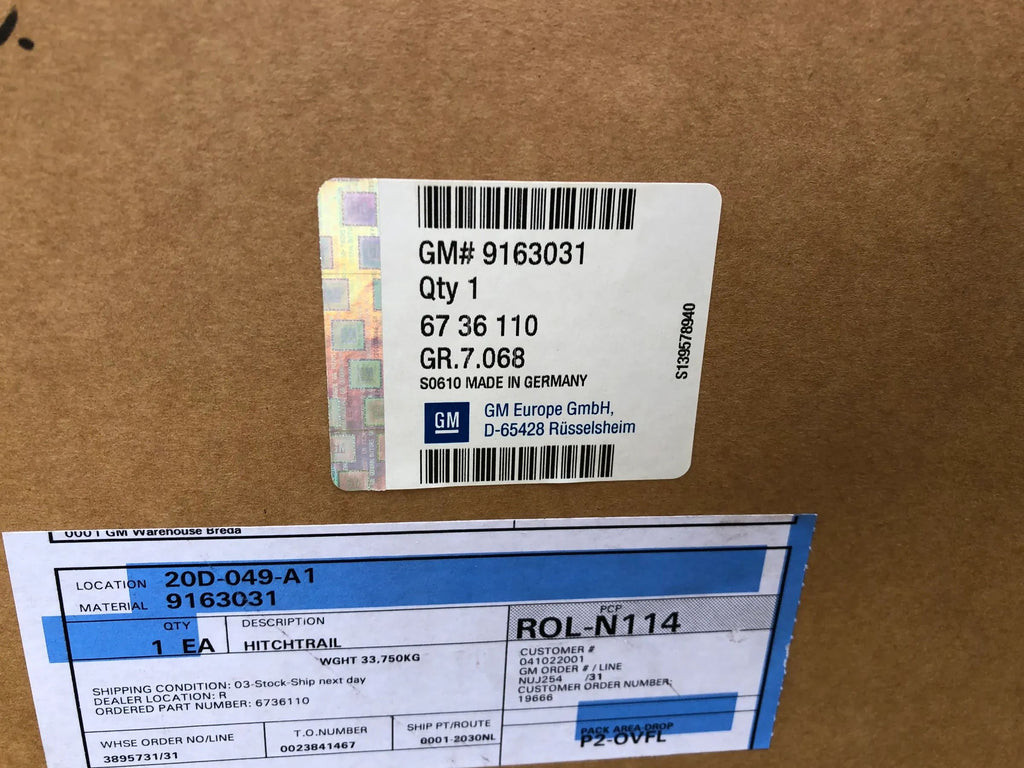 GM# 9163031
Qty 1
67 36 110
GR.7.068
S0610 MADE IN GERMANY
GM
GM Europe GmbH,
D-65428 Rüsselsheim
S139578940
0001 GM Warehouse Breda
LOCATION 20D-049-A1
MATERIAL 9163031
QTY
1 EA
DESCRIPTION
HITCHTRAIL
WGHT 33,750KG
PCP
ROL-N114
SHIPPING CONDITION: 03-Stock-Ship next day
DEALER LOCATION: R
ORDERED PART NUMBER: 6736110
CUSTOMER #
041022001
GM ORDER # / LINE
NUJ254 /31
CUSTOMER ORDER NUMBER:
19666
WHSE ORDER NO/LINE
3895731/31
T.O.NUMBER
0023841467
SHIP PT/ROUTE
0001-2030NL
PACK AREA-DROP
P2-OVFL